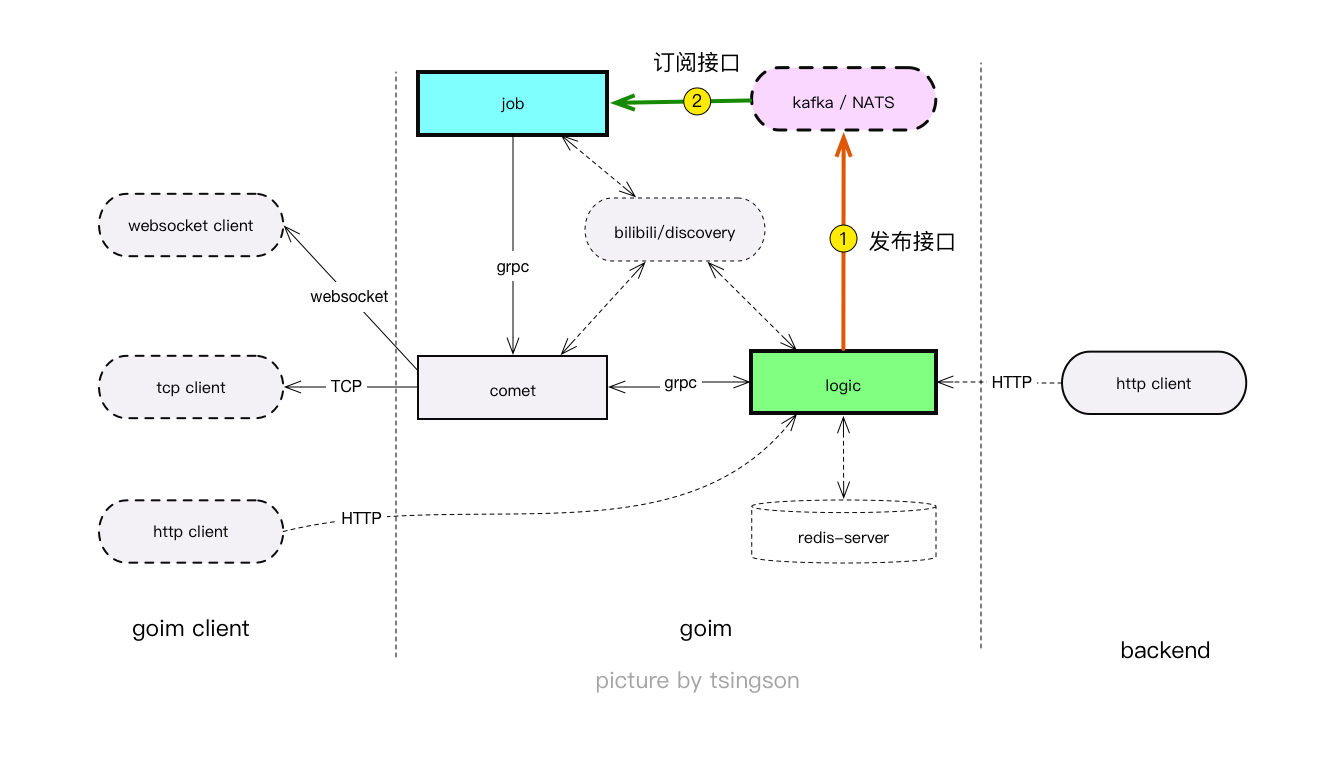 订阅接口
job
2
kafka / NATS
websocket client
bilibili/discovery
1
发布接口
grpc
websocket
tcp client
TCP
comet
grpc
logic
HTTP
http client
http client
HTTP
redis-server
goim client
goim
backend
picture by tsingson